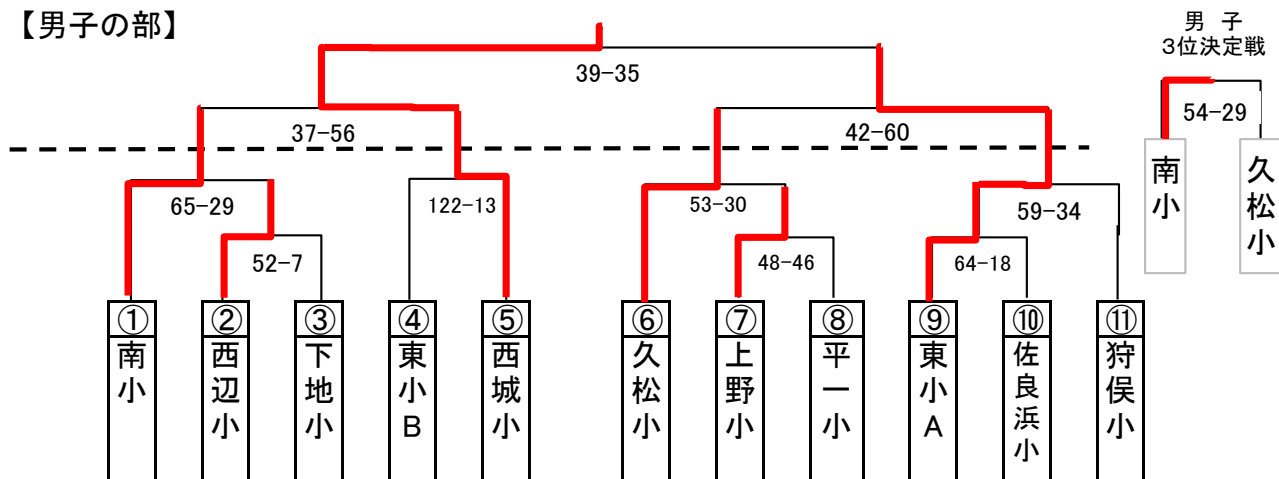 【男子の部】
男 子
3位決定戦
39-35
54-29
37-56
42-60
南小
久松小
65-29
122-13
53-30
59-34
52-7
48-46
64-18
①
②
③
④
⑤
⑥
⑦
⑧
⑨
⑩
⑪
南小
西辺小
下地小
東小B
西城小
久松小
上野小
平一小
東小A
佐良浜小
狩俣小